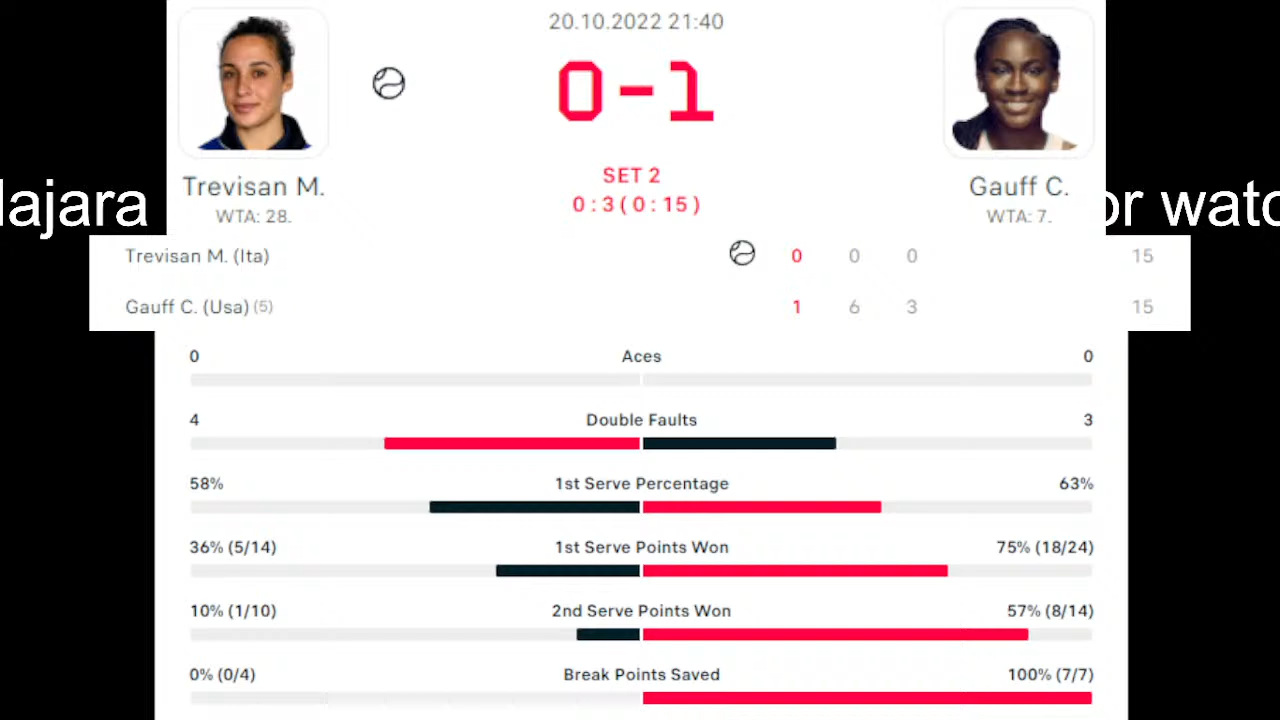 20.10.2022 21:40
0-1
SET 2
0:3(0:15)
Trevisan M.
WTA: 28.
Gauff C.
WTA: 7.
lajara
or watc
Trevisan M. (Ita) 0 0 0 15
Gauff C. (Usa) (5) 1 6 3 15
0 Aces 0
4 Double Faults 3
58% 1st Serve Percentage 63%
36% (5/14) 1st Serve Points Won 75% (18/24)
10% (1/10) 2nd Serve Points Won 57% (8/14)
0% (0/4) Break Points Saved 100% (7/7)